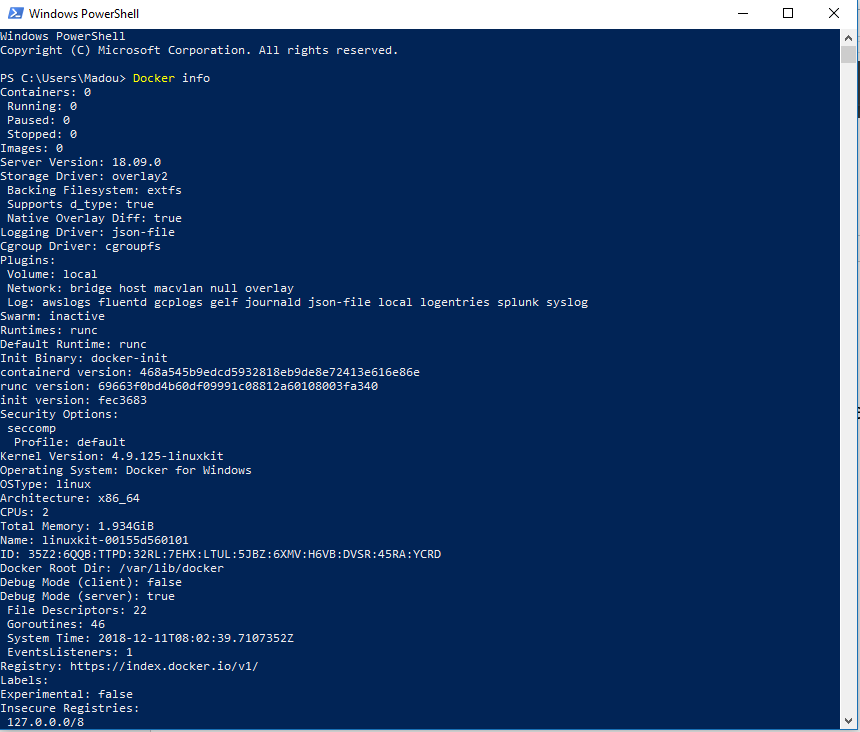 Windows PowerShell
Windows PowerShell
Copyright (C) Microsoft Corporation. All rights reserved.
PS C:\Users\Madou> Docker info
Containers: 0
 Running: 0
 Paused: 0
 Stopped: 0
Images: 0
Server Version: 18.09.0
Storage Driver: overlay2
 Backing Filesystem: extfs
 Supports d_type: true
 Native Overlay Diff: true
Logging Driver: json-file
Cgroup Driver: cgroupfs
Plugins:
 Volume: local
 Network: bridge host macvlan null overlay
 Log: awslogs fluentd gcplogs gelf journald json-file local logentries splunk syslog
Swarm: inactive
Runtimes: runc
Default Runtime: runc
Init Binary: docker-init
containerd version: 468a545b9edcd5932818eb9de8e72413e616e86e
runc version: 69663f0bd4b60df09991c08812a60108003fa340
init version: fec3683
Security Options:
 seccomp
  Profile: default
Kernel Version: 4.9.125-linuxkit
Operating System: Docker for Windows
OSType: linux
Architecture: x86_64
CPUs: 2
Total Memory: 1.934GiB
Name: linuxkit-00155d560101
ID: 35Z2:6QQB:TTPD:32RL:7EHX:LTUL:5JBZ:6XMV:H6VB:DVSR:45RA:YCRD
Docker Root Dir: /var/lib/docker
Debug Mode (client): false
Debug Mode (server): true
 File Descriptors: 22
 Goroutines: 46
 System Time: 2018-12-11T08:02:39.7107352Z
 EventsListeners: 1
Registry: https://index.docker.io/v1/
Labels:
Experimental: false
Insecure Registries:
 127.0.0.0/8